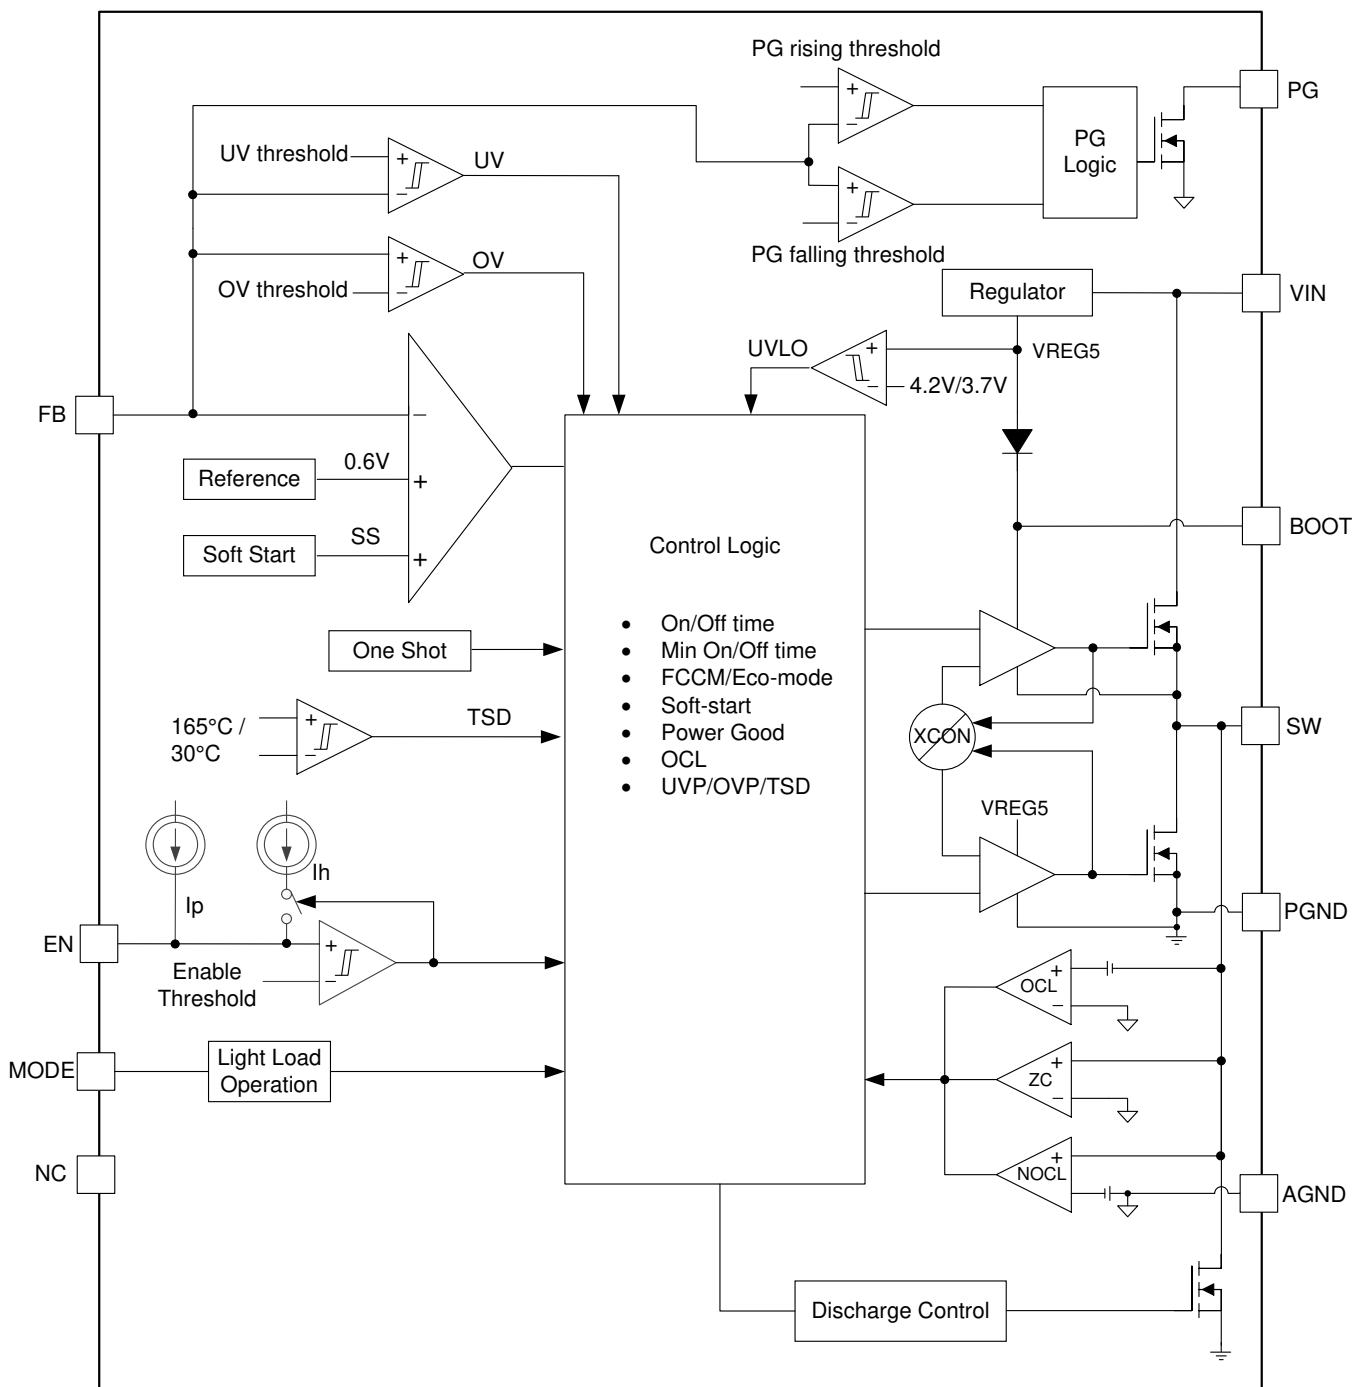 PG rising threshold
PG
UV threshold
+
−
UV
+
−
PG
Logic
+
−
PG falling threshold
OV threshold
+
−
OV
Regulator
VIN
UVLO
+
−
VREG5
4.2V/3.7V
FB
−
Reference
0.6V
+
Soft Start
SS
+
BOOT
Control Logic
• On/Off time
• Min On/Off time
• FCCM/Eco-mode
• Soft-start
• Power Good
• OCL
• UVP/OVP/TSD
One Shot
165°C /
30°C
+
−
TSD
XCON
SW
VREG5
Ip
Ih
EN
+
−
Enable
Threshold
PGND
OCL
+
−
MODE
Light Load
Operation
ZC
+
−
NC
NOCL
+
−
AGND
Discharge Control